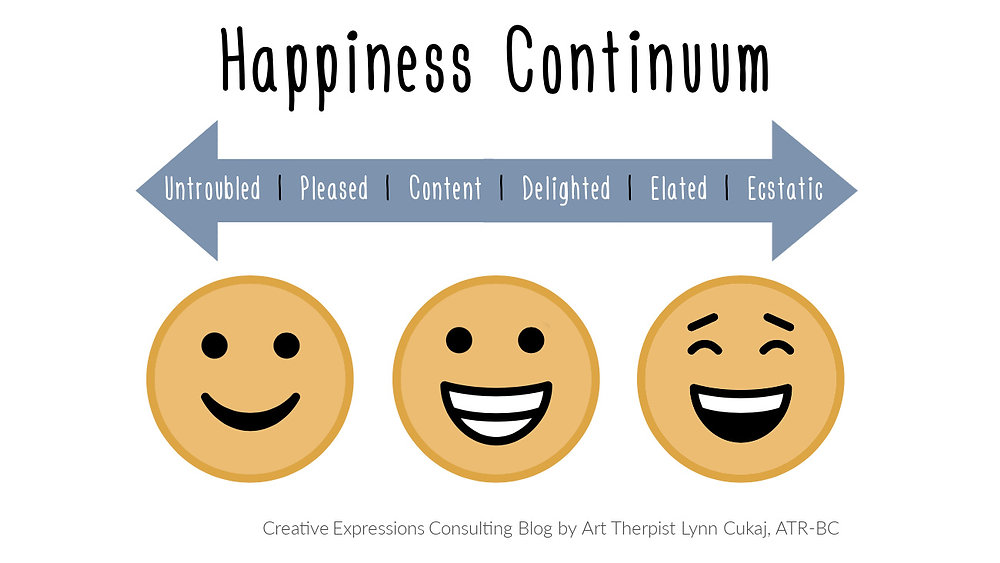 Happiness Continuum
Untroubled | Pleased | Content | Delighted | Elated | Ecstatic
Creative Expressions Consulting Blog by Art Therpist Lynn Cukaj, ATR-BC